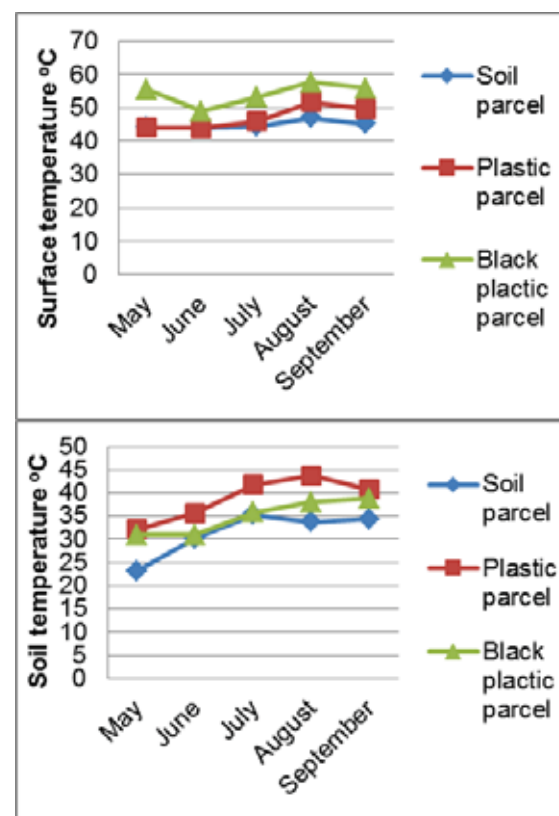 Surface temperature ºC
70
60
50
40
30
20
10
0
May
June
July
August
September
Soil
parcel
Plastic
parcel
Black
plactic
parcel
Soil temperature ºC
50
45
40
35
30
25
20
15
10
5
0
May
June
July
August
September
Soil
parcel
Plastic
parcel
Black
plactic
parcel